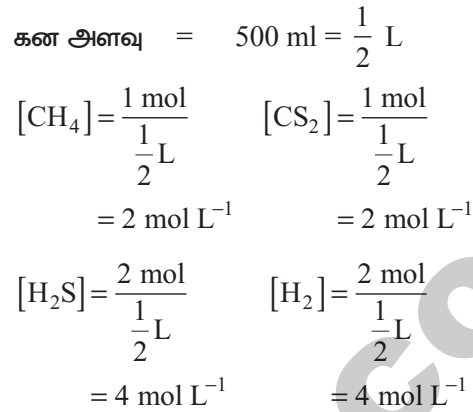 கன அளவு = 500 ml = 1/2 L
[CH₄] = 1 mol / (1/2 L) [CS₂] = 1 mol / (1/2 L)
= 2 mol L⁻¹ = 2 mol L⁻¹
[H₂S] = 2 mol / (1/2 L) [H₂] = 2 mol / (1/2 L)
= 4 mol L⁻¹ = 4 mol L⁻¹